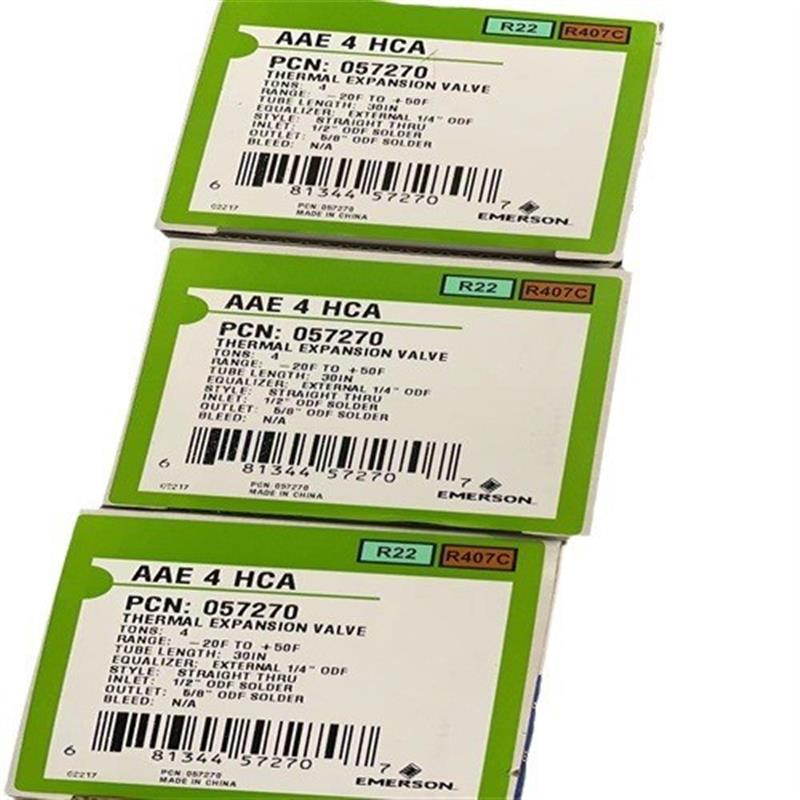 R22 R407C
AAE 4 HCA
PCN: 057270
THERMAL EXPANSION VALVE
TONS: 4
RANGE: -20F TO +50F
TUBE LENGTH: 30IN
EQUALIZER: EXTERNAL 1/4" ODF
STYLE: STRAIGHT THRU
INLET: 1/2" ODF SOLDER
OUTLET: 5/8" ODF SOLDER
BLEED: N/A
6 81344 57270 7
C2217 PCN:057270
MADE IN CHINA
EMERSON
R22 R407C
AAE 4 HCA
PCN: 057270
THERMAL EXPANSION VALVE
TONS: 4
RANGE: -20F TO +50F
TUBE LENGTH: 30IN
EQUALIZER: EXTERNAL 1/4" ODF
STYLE: STRAIGHT THRU
INLET: 1/2" ODF SOLDER
OUTLET: 5/8" ODF SOLDER
BLEED: N/A
6 81344 57270 7
C2217 PCN:057270
MADE IN CHINA
EMERSON
R22 R407C
AAE 4 HCA
PCN: 057270
THERMAL EXPANSION VALVE
TONS: 4
RANGE: -20F TO +50F
TUBE LENGTH: 30IN
EQUALIZER: EXTERNAL 1/4" ODF
STYLE: STRAIGHT THRU
INLET: 1/2" ODF SOLDER
OUTLET: 5/8" ODF SOLDER
BLEED: N/A
6 81344 57270 7
C2217 PCN:057270
MADE IN CHINA
EMERSON